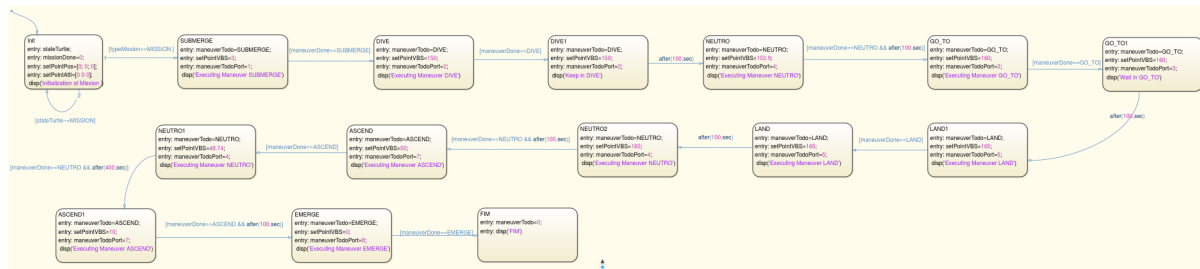 Init
entry: stateTurtle;
entry: missionDone=0;
entry: setPointPos=[0; 0; 0];
entry: setPointAtti=[0 0 0];
disp('Initialization of Mission
1
[typeMission==MISSION ]
2
[stateTurtle~=MISSION]
SUBMERGE
entry: maneuverTodo=SUBMERGE;
entry: setPointVBS=3;
entry: maneuverTodoPort=1;
disp('Executing Maneuver SUBMERGE')
[maneuverDone==SUBMERGE]
DIVE
entry: maneuverTodo=DIVE;
entry: setPointVBS=150;
entry: maneuverTodoPort=2;
disp('Executing Maneuver DIVE')
[maneuverDone==DIVE]
DIVE1
entry: maneuverTodo=DIVE;
entry: setPointVBS=150;
entry: maneuverTodoPort=2;
disp('Keep in DIVE')
after(100,sec)
NEUTRO
entry: maneuverTodo=NEUTRO;
entry: setPointVBS=153.9;
entry: maneuverTodoPort=4;
disp('Executing Maneuver NEUTRO')
[maneuverDone==NEUTRO && after(100,sec)]
GO_TO
entry: maneuverTodo=GO_TO;
entry: setPointVBS=160;
entry: maneuverTodoPort=3;
disp('Executing Maneuver GO_TO')
[maneuverDone==GO_TO]
GO_TO1
entry: maneuverTodo=GO_TO;
entry: setPointVBS=160;
entry: maneuverTodoPort=3;
disp('Wait in GO_TO')
after(100,sec)
LAND1
entry: maneuverTodo=LAND;
entry: setPointVBS=165;
entry: maneuverTodoPort=5;
disp('Executing Maneuver LAND')
[maneuverDone==LAND]
LAND
entry: maneuverTodo=LAND;
entry: setPointVBS=165;
entry: maneuverTodoPort=5;
disp('Executing Maneuver LAND')
after(100,sec)
NEUTRO2
entry: maneuverTodo=NEUTRO;
entry: setPointVBS=165;
entry: maneuverTodoPort=4;
disp('Executing Maneuver NEUTRO')
[maneuverDone==NEUTRO && after(100,sec)]
ASCEND
entry: maneuverTodo=ASCEND;
entry: setPointVBS=50;
entry: maneuverTodoPort=7;
disp('Executing Maneuver ASCEND')
[maneuverDone==ASCEND]
NEUTRO1
entry: maneuverTodo=NEUTRO;
entry: setPointVBS=48.74;
entry: maneuverTodoPort=4;
disp('Executing Maneuver NEUTRO')
[maneuverDone==NEUTRO && after(400,sec)]
ASCEND1
entry: maneuverTodo=ASCEND;
entry: setPointVBS=10;
entry: maneuverTodoPort=7;
disp('Executing Maneuver ASCEND')
[maneuverDone==ASCEND && after(100,sec)]
EMERGE
entry: maneuverTodo=EMERGE;
entry: setPointVBS=0;
entry: maneuverTodoPort=8;
disp('Executing Maneuver EMERGE')
[maneuverDone==EMERGE]
FIM
entry: maneuverTodo=0;
entry: disp('FIM')